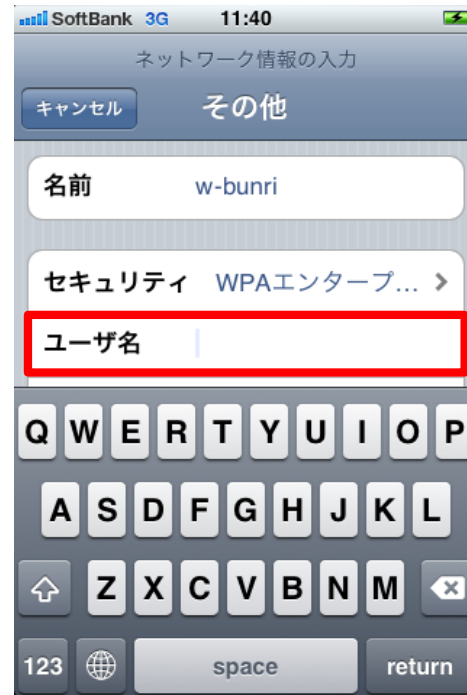 SoftBank 3G 11:40
ネットワーク情報の入力
キャンセル その他
名前 w-bunri
セキュリティ WPAエンタープ...
ユーザ名
Q W E R T Y U I O P
A S D F G H J K L
Z X C V B N M
123 space return